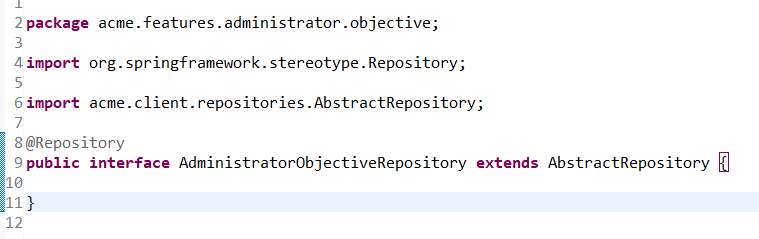 1
2 package acme.features.administrator.objective;
3
4 import org.springframework.stereotype.Repository;
5
6 import acme.client.repositories.AbstractRepository;
7
8 @Repository
9 public interface AdministratorObjectiveRepository extends AbstractRepository {
10
11 }
12